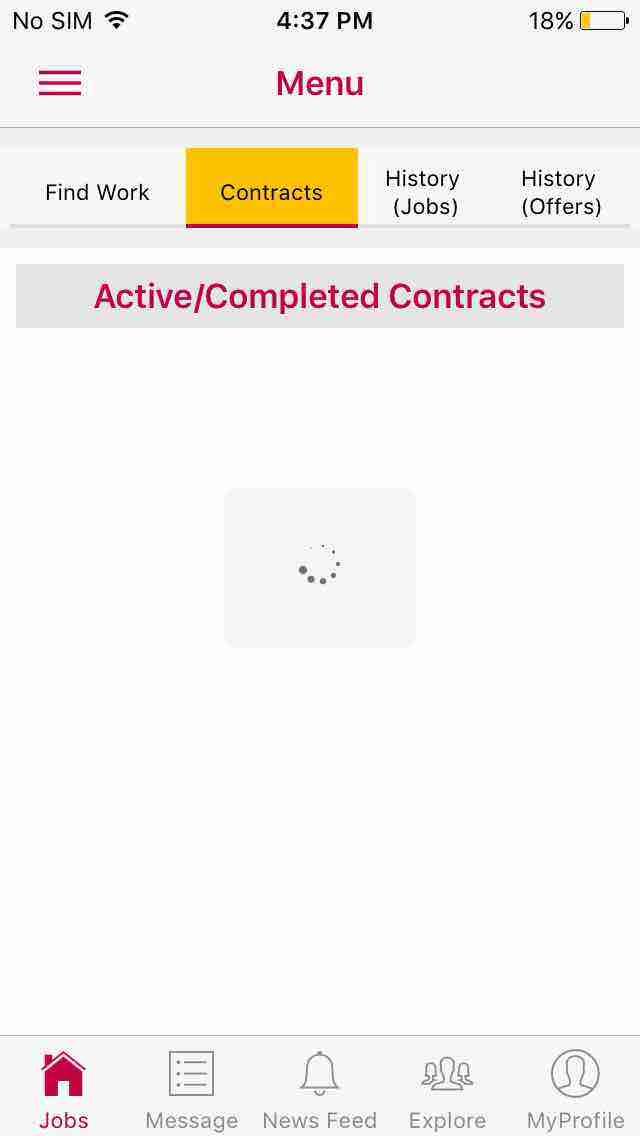 No SIM 4:37 PM 18%
Menu
Find Work
Contracts
History
(Jobs)
History
(Offers)
Active/Completed Contracts
Jobs
Message
News Feed
Explore
MyProfile